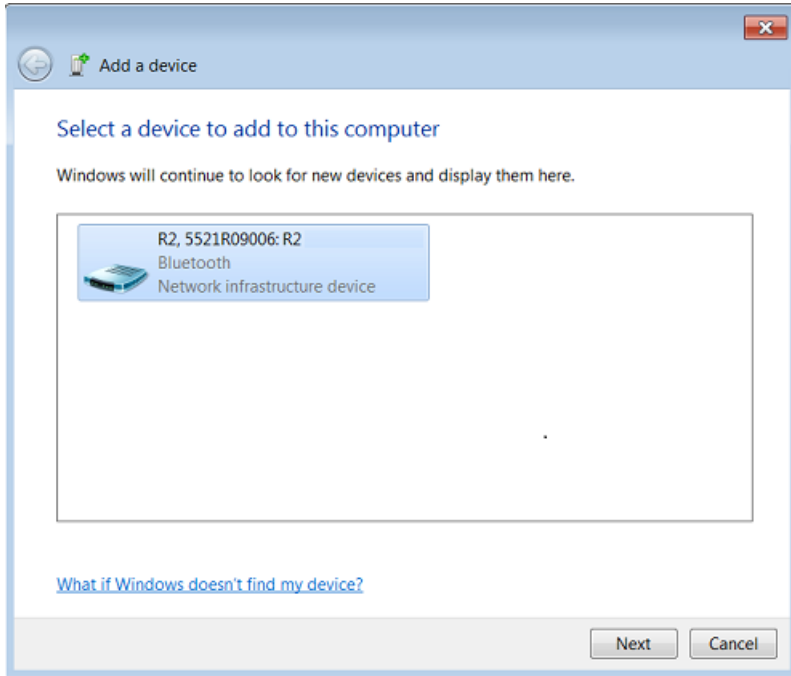 Add a device
Select a device to add to this computer
Windows will continue to look for new devices and display them here.
R2, 5521R09006: R2
Bluetooth
Network infrastructure device
What if Windows doesn't find my device?
Next
Cancel